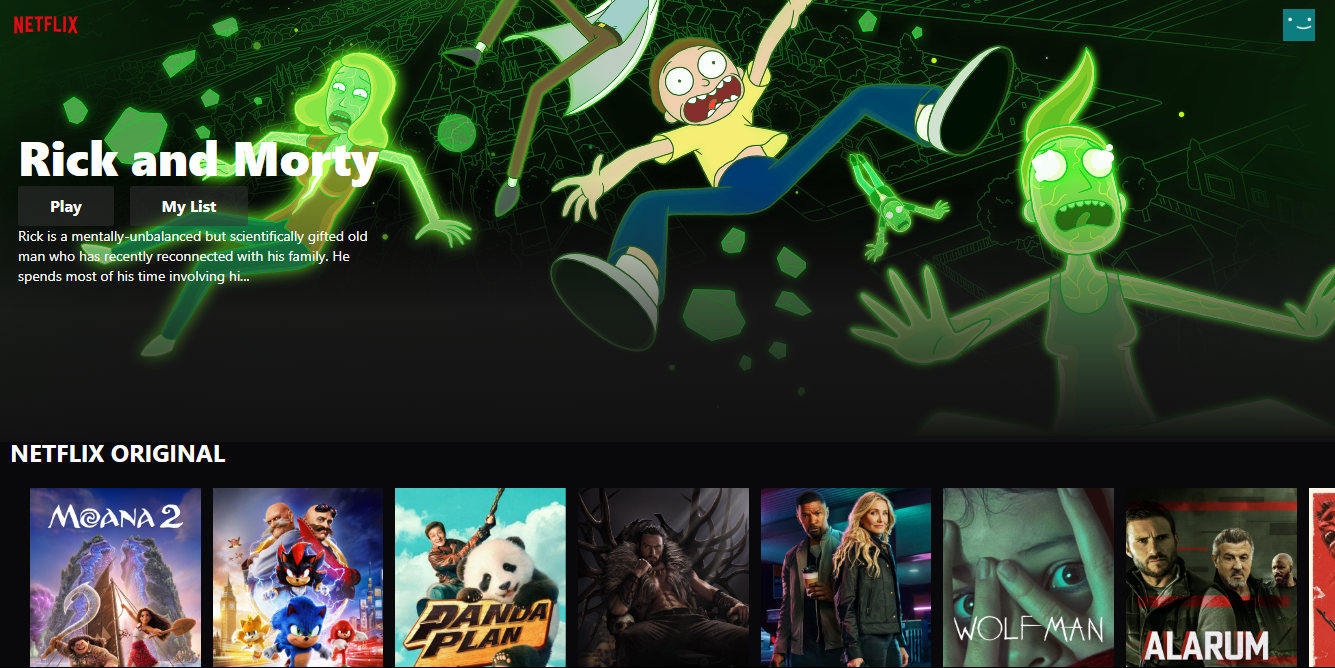 NETFLIX
Rick and Morty
Play
My List
Rick is a mentally-unbalanced but scientifically gifted old
man who has recently reconnected with his family. He
spends most of his time involving hi...
NETFLIX ORIGINAL
MOANA 2
PANDA
PLAN
WOLF MAN
ALARUM